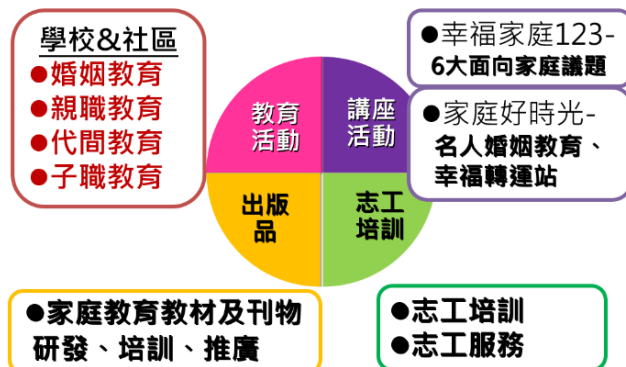 學校&社區
●婚姻教育
●親職教育
●代間教育
●子職教育
●幸福家庭123-
6大面向家庭議題
●家庭好時光-
名人婚姻教育、
幸福轉運站
教育
活動
講座
活動
出版
品
志工
培訓
●家庭教育教材及刊物
研發、培訓、推廣
●志工培訓
●志工服務